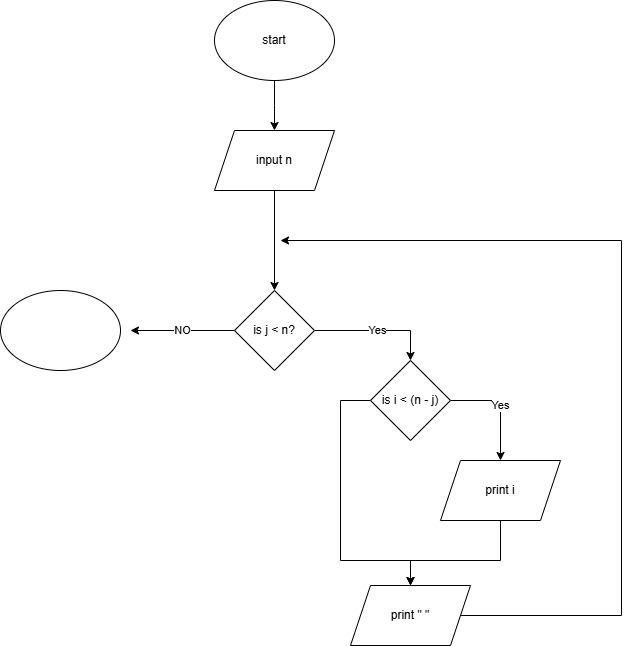 start
input n
is j < n?
NO
Yes
is i < (n - j)
Yes
print i
print " "